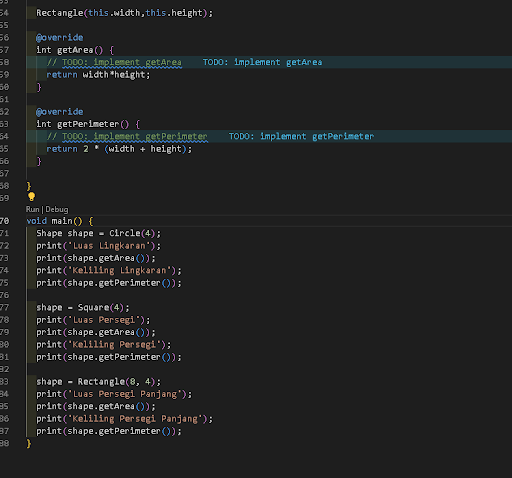 54 Rectangle(this.width,this.height);
55
56 @override
57 int getArea() {
58 // TODO: implement getArea TODO: implement getArea
59 return width*height;
60 }
61
62 @override
63 int getPerimeter() {
64 // TODO: implement getPerimeter TODO: implement getPerimeter
65 return 2 * (width + height);
66 }
67
68 }
69
Run | Debug
70 void main() {
71 Shape shape = Circle(4);
72 print('Luas Lingkaran');
73 print(shape.getArea());
74 print('Keliling Lingkaran');
75 print(shape.getPerimeter());
76
77 shape = Square(4);
78 print('Luas Persegi');
79 print(shape.getArea());
80 print('Keliling Persegi');
81 print(shape.getPerimeter());
82
83 shape = Rectangle(8, 4);
84 print('Luas Persegi Panjang');
85 print(shape.getArea());
86 print('Keliling Persegi Panjang');
87 print(shape.getPerimeter());
88 }